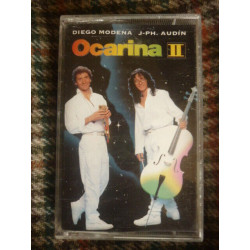 DIEGO MODENA J-PH. AUDIN
Ocarina II